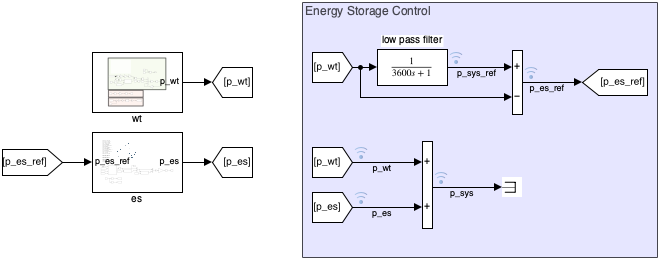 Energy Storage Control
p_wt
[p_wt]
wt
[p_es_ref]
p_es_ref
p_es
[p_es]
es
low pass filter
[p_wt]
1
3600s + 1
p_sys_ref
+
−
p_es_ref
[p_es_ref]
[p_wt]
p_wt
+
[p_es]
p_es
+
p_sys